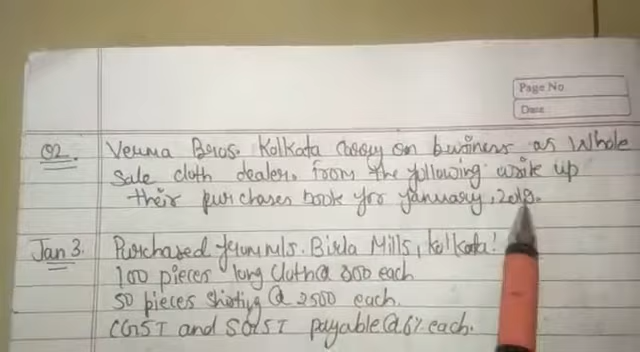 Page No
Date
Q2. Verma Bros. Kolkata carry on business as Whole
sale cloth dealer. from the following write up
their purchases book for January, 2018.
Jan 3. Purchased from M/s. Birla Mills, Kolkata:
100 pieces long cloth @ 800 each
50 pieces shirting @ 2500 each.
CGST and SGST payable @ 6% each.